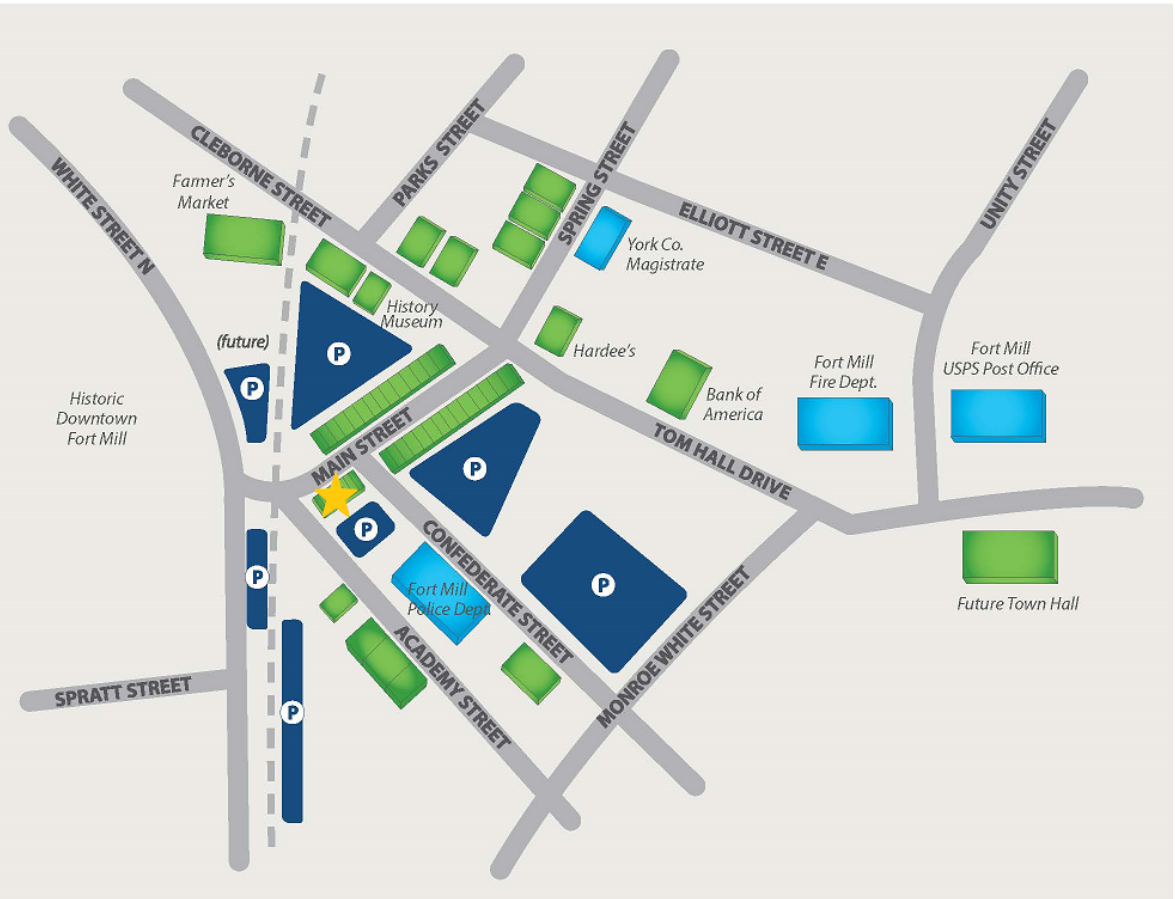 CLEBORNE STREET
PARKS STREET
SPRING STREET
UNITY STREET
WHITE STREET N
Farmer's
Market
ELLIOTT STREET E
York Co.
Magistrate
History
Museum
(future)
P
P
Hardee's
Fort Mill
Fire Dept.
Fort Mill
USPS Post Office
Bank of
America
Historic
Downtown
Fort Mill
MAIN STREET
TOM HALL DRIVE
P
P
CONFEDERATE STREET
P
P
Fort Mill
Police Dept.
Future Town Hall
ACADEMY STREET
MONROE WHITE STREET
SPRATT STREET
P